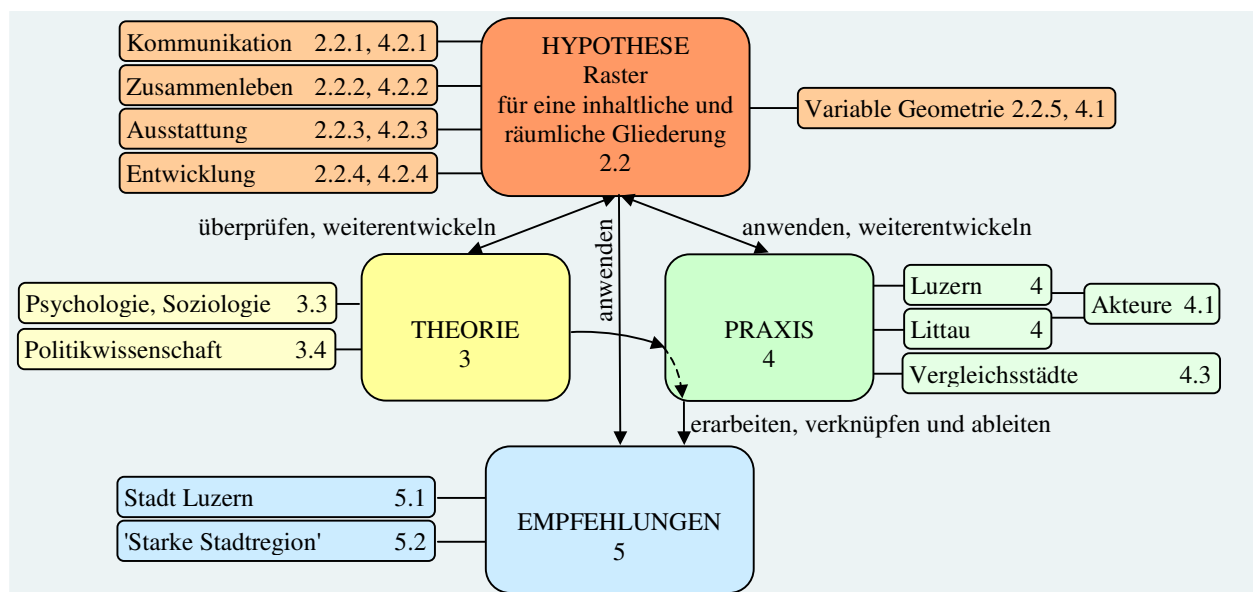 Kommunikation 2.2.1, 4.2.1
Zusammenleben 2.2.2, 4.2.2
Ausstattung 2.2.3, 4.2.3
Entwicklung 2.2.4, 4.2.4
HYPOTHESE
Raster
für eine inhaltliche und
räumliche Gliederung
2.2
Variable Geometrie 2.2.5, 4.1
überprüfen, weiterentwickeln
anwenden
anwenden, weiterentwickeln
Psychologie, Soziologie 3.3
Politikwissenschaft 3.4
THEORIE
3
PRAXIS
4
Luzern 4
Littau 4
Akteure 4.1
Vergleichsstädte 4.3
erarbeiten, verknüpfen und ableiten
Stadt Luzern 5.1
'Starke Stadtregion' 5.2
EMPFEHLUNGEN
5